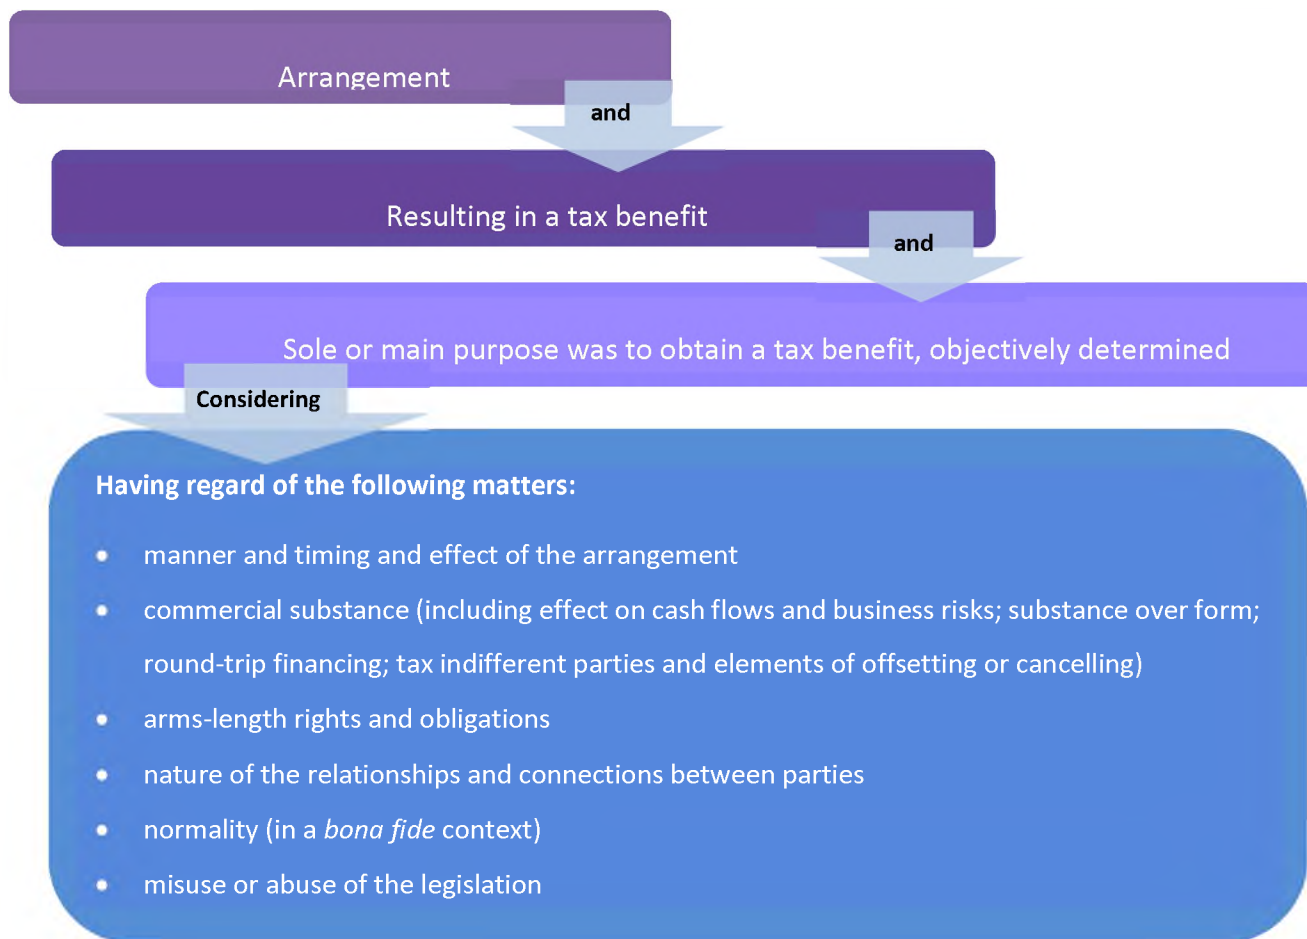 Arrangement
and
Resulting in a tax benefit
and
Sole or main purpose was to obtain a tax benefit, objectively determined
Considering
Having regard of the following matters:
• manner and timing and effect of the arrangement
• commercial substance (including effect on cash flows and business risks; substance over form;
round-trip financing; tax indifferent parties and elements of offsetting or cancelling)
• arms-length rights and obligations
• nature of the relationships and connections between parties
• normality (in a bona fide context)
• misuse or abuse of the legislation